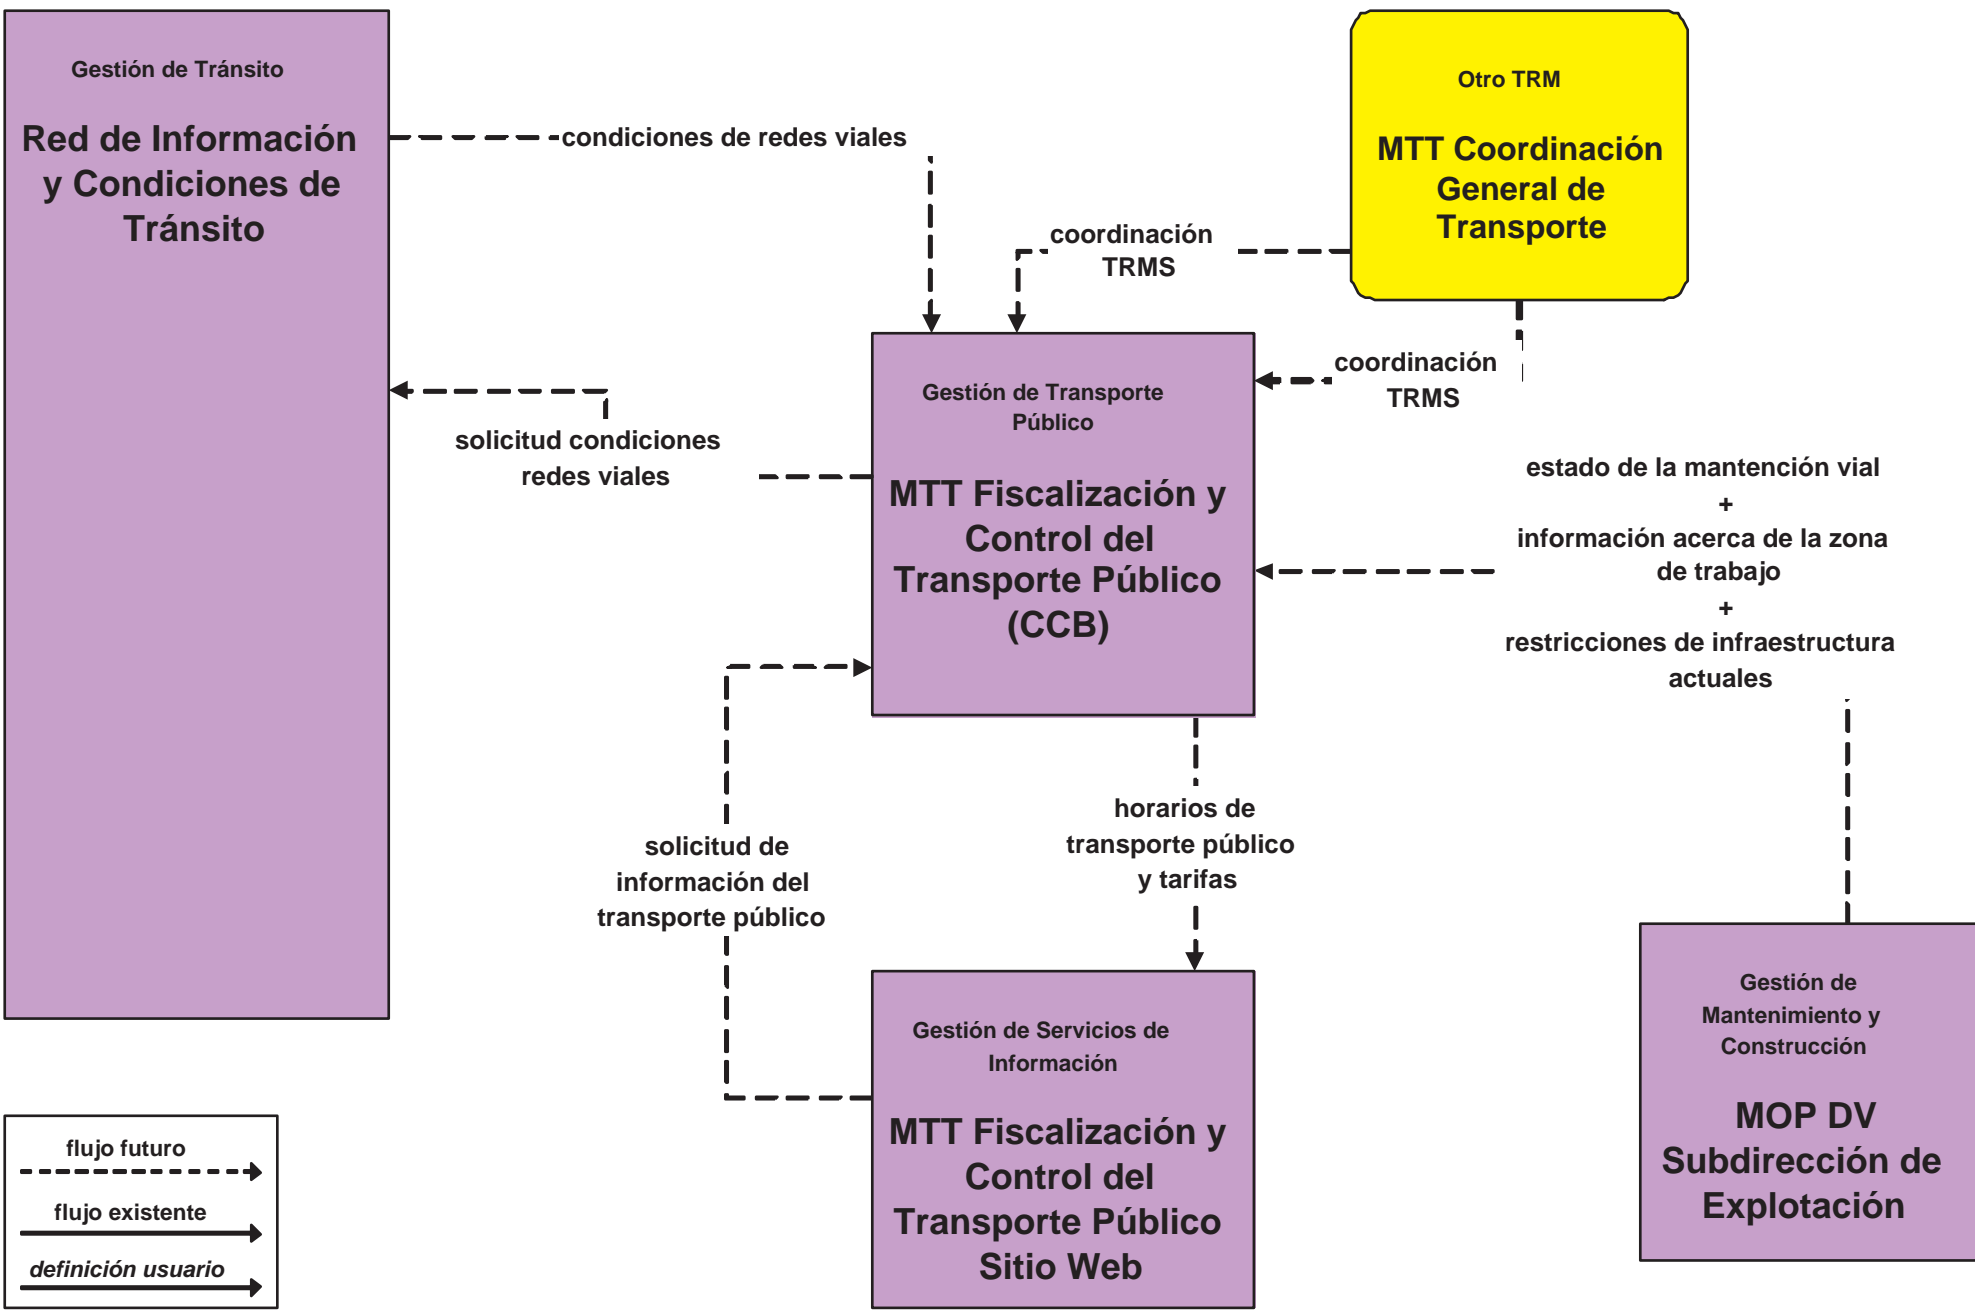 Gestión de Tránsito
Red de Información
y Condiciones de
Tránsito
condiciones de redes viales
Otro TRM
MTT Coordinación
General de
Transporte
coordinación
TRMS
coordinación
TRMS
solicitud condiciones
redes viales
Gestión de Transporte
Público
MTT Fiscalización y
Control del
Transporte Público
(CCB)
estado de la mantención vial
+
información acerca de la zona
de trabajo
+
restricciones de infraestructura
actuales
horarios de
transporte público
y tarifas
solicitud de
información del
transporte público
Gestión de Servicios de
Información
MTT Fiscalización y
Control del
Transporte Público
Sitio Web
Gestión de
Mantenimiento y
Construcción
MOP DV
Subdirección de
Explotación
flujo futuro
flujo existente
definición usuario